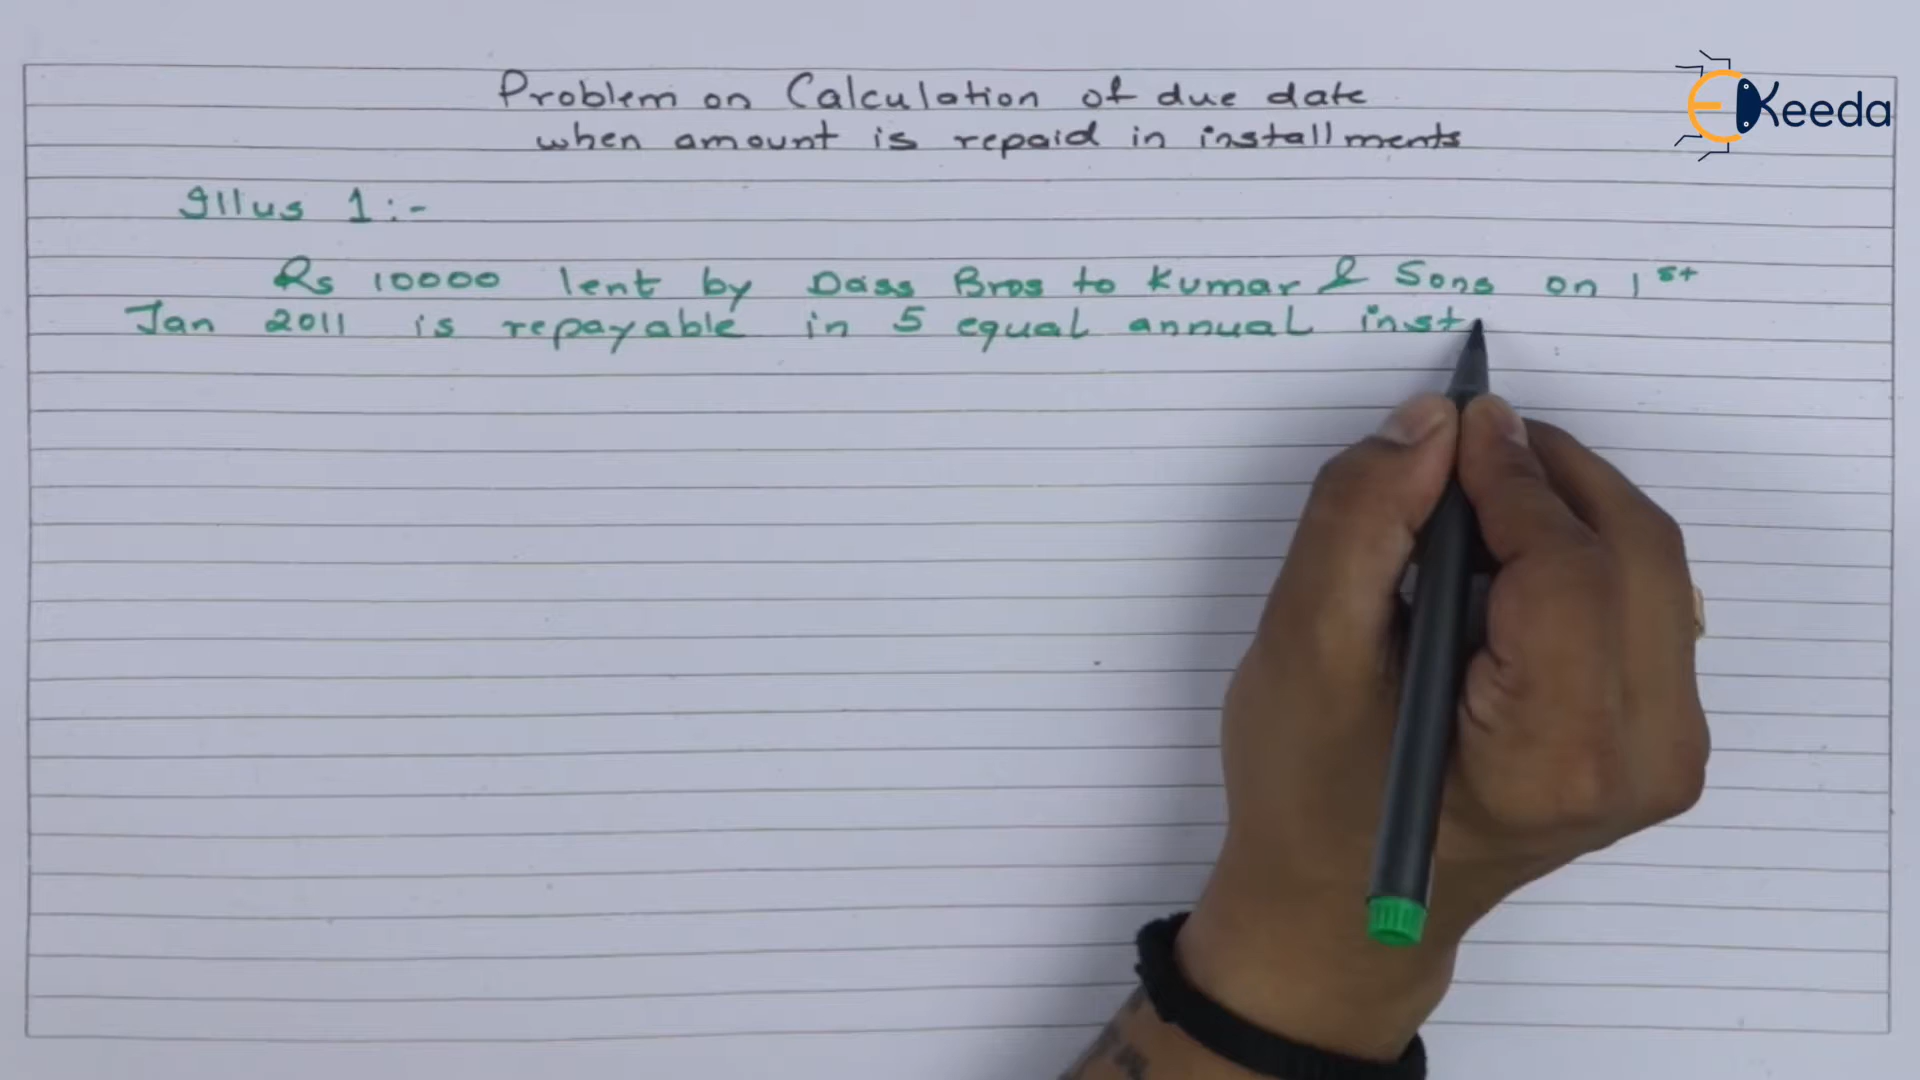 Problem on Calculation of due date
when amount is repaid in installments
EKeeda
Illus 1:-
Rs 10000 lent by Dass Bros to Kumar & Sons on 1st
Jan 2011 is repayable in 5 equal annual inst